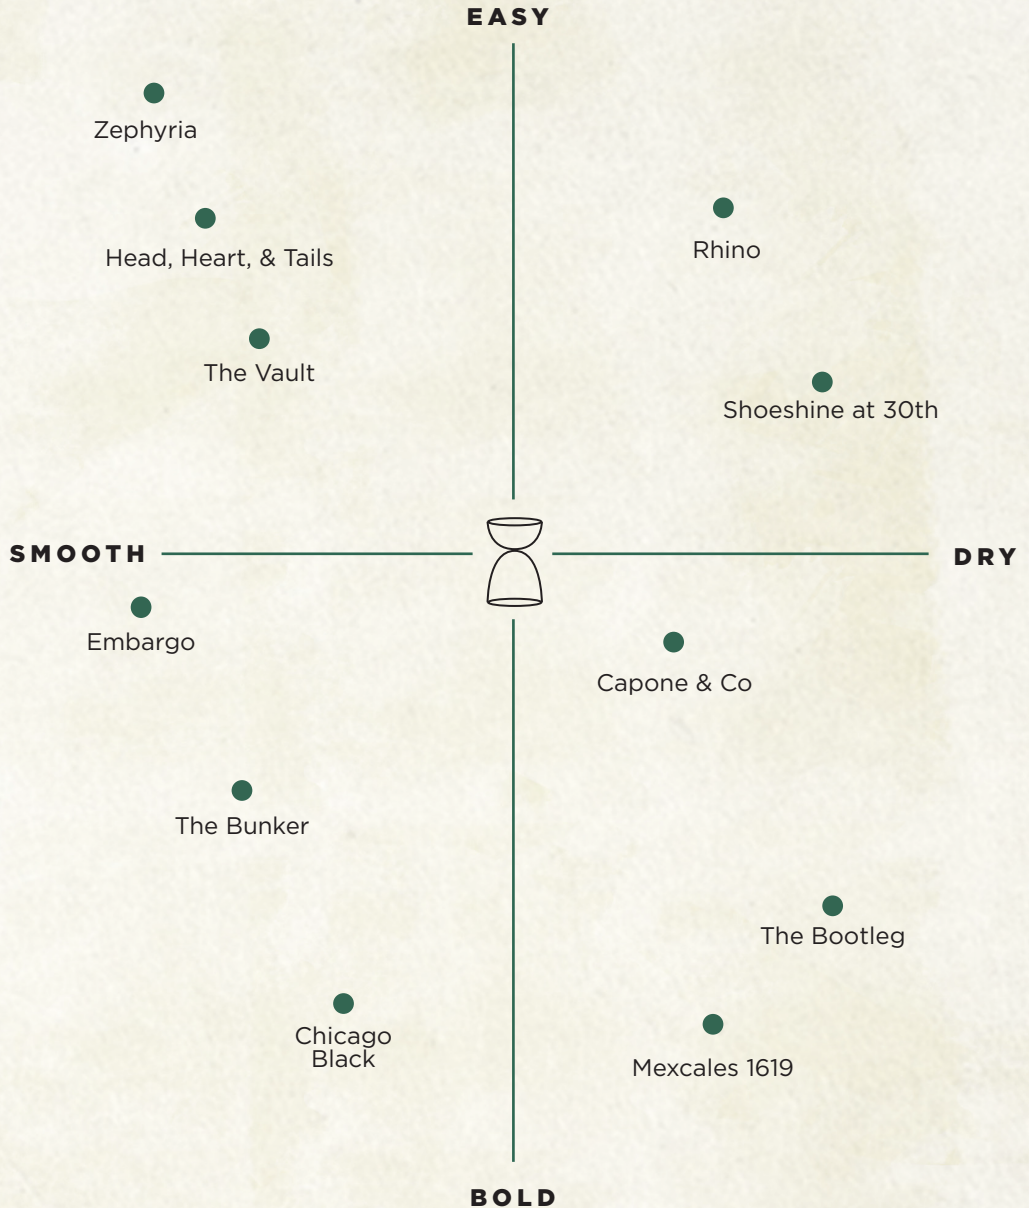 EASY
Zephyria
Head, Heart, & Tails
Rhino
The Vault
Shoeshine at 30th
SMOOTH
DRY
Embargo
Capone & Co
The Bunker
The Bootleg
Chicago
Black
Mexcales 1619
BOLD